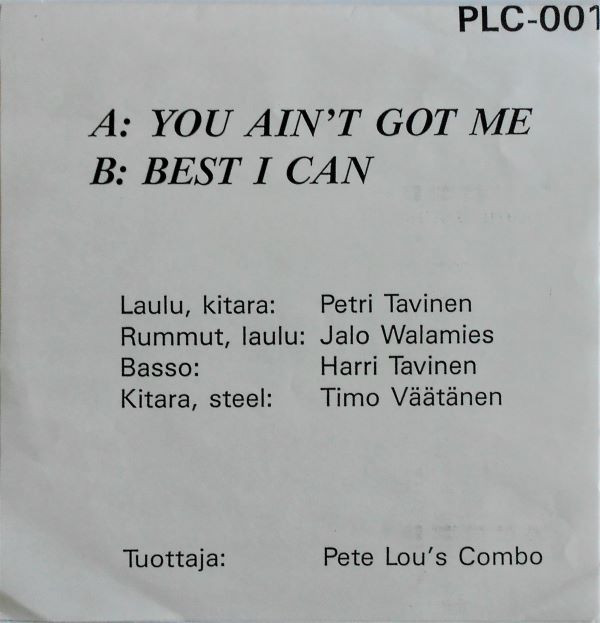 PLC-001
A: YOU AIN'T GOT ME
B: BEST I CAN
Laulu, kitara: Petri Tavinen
Rummut, laulu: Jalo Walamies
Basso: Harri Tavinen
Kitara, steel: Timo Väätänen
Tuottaja: Pete Lou's Combo